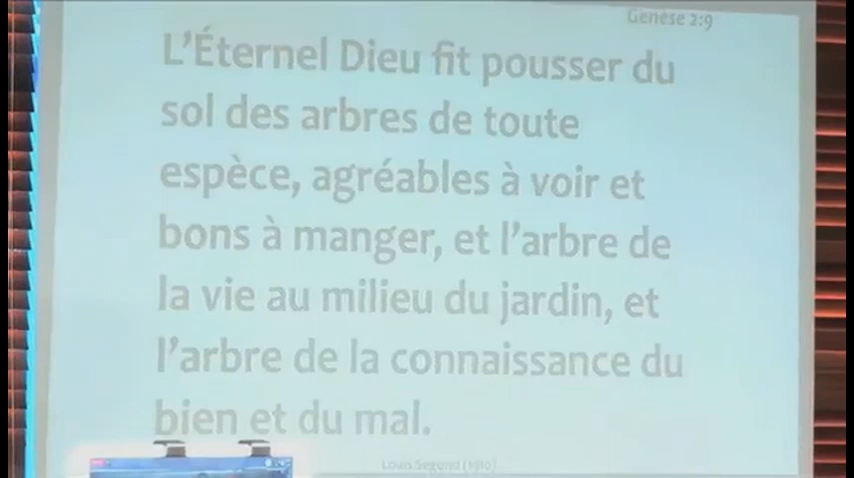 Genèse 2:9
L'Éternel Dieu fit pousser du
sol des arbres de toute
espèce, agréables à voir et
bons à manger, et l'arbre de
la vie au milieu du jardin, et
l'arbre de la connaissance du
bien et du mal.
Louis Segond (1910)